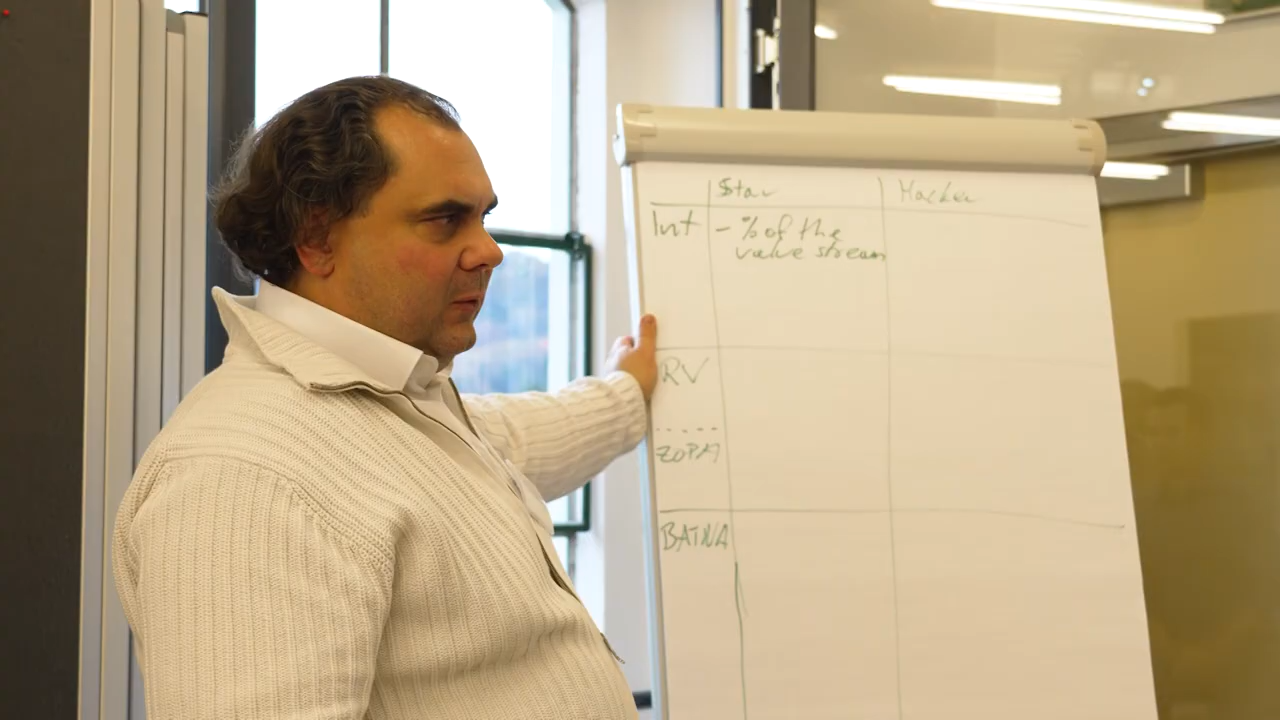 Star Hacker
Int - % of the
value stream
RV
ZOPA
BATNA